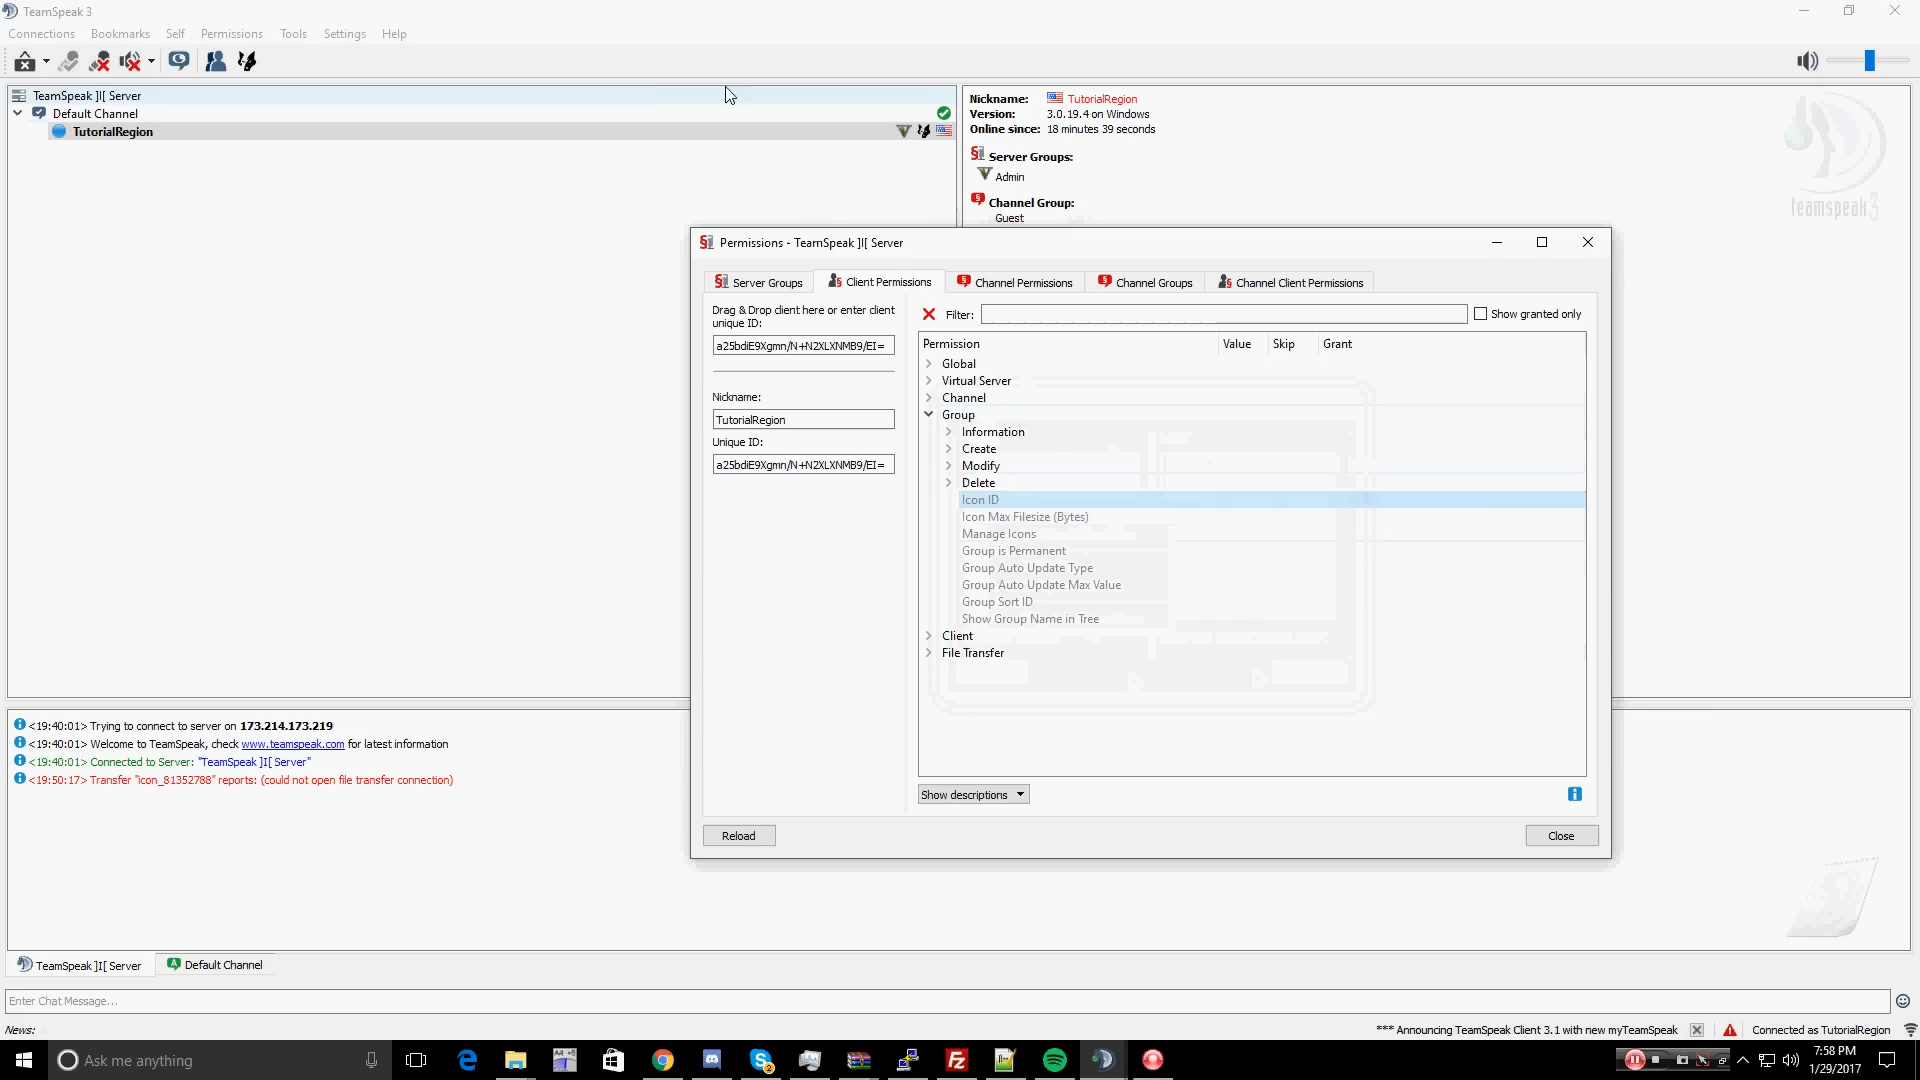 TeamSpeak 3
Connections Bookmarks Self Permissions Tools Settings Help
TeamSpeak ]I[ Server
Default Channel
TutorialRegion
Nickname: TutorialRegion
Version: 3.0.19.4 on Windows
Online since: 18 minutes 39 seconds
Server Groups:
Admin
Channel Group:
Guest
teamspeak 3
Permissions - TeamSpeak ]I[ Server
Server Groups Client Permissions Channel Permissions Channel Groups Channel Client Permissions
Drag & Drop client here or enter client
unique ID:
a25bdiE9Xgmn/N+N2XLXNMB9/EI=
Nickname:
TutorialRegion
Unique ID:
a25bdiE9Xgmn/N+N2XLXNMB9/EI=
Filter: Show granted only
Permission Value Skip Grant
Global
Virtual Server
Channel
Group
Information
Create
Modify
Delete
Icon ID
Icon Max Filesize (Bytes)
Manage Icons
Group is Permanent
Group Auto Update Type
Group Auto Update Max Value
Group Sort ID
Show Group Name in Tree
Client
File Transfer
Show descriptions
Reload Close
<19:40:01> Trying to connect to server on 173.214.173.219
<19:40:01> Welcome to TeamSpeak, check www.teamspeak.com for latest information
<19:40:01> Connected to Server: "TeamSpeak ]I[ Server"
<19:50:17> Transfer "icon_81352788" reports: (could not open file transfer connection)
TeamSpeak ]I[ Server Default Channel
Enter Chat Message...
News: *** Announcing TeamSpeak Client 3.1 with new myTeamSpeak Connected as TutorialRegion
Ask me anything
7:58 PM
1/29/2017